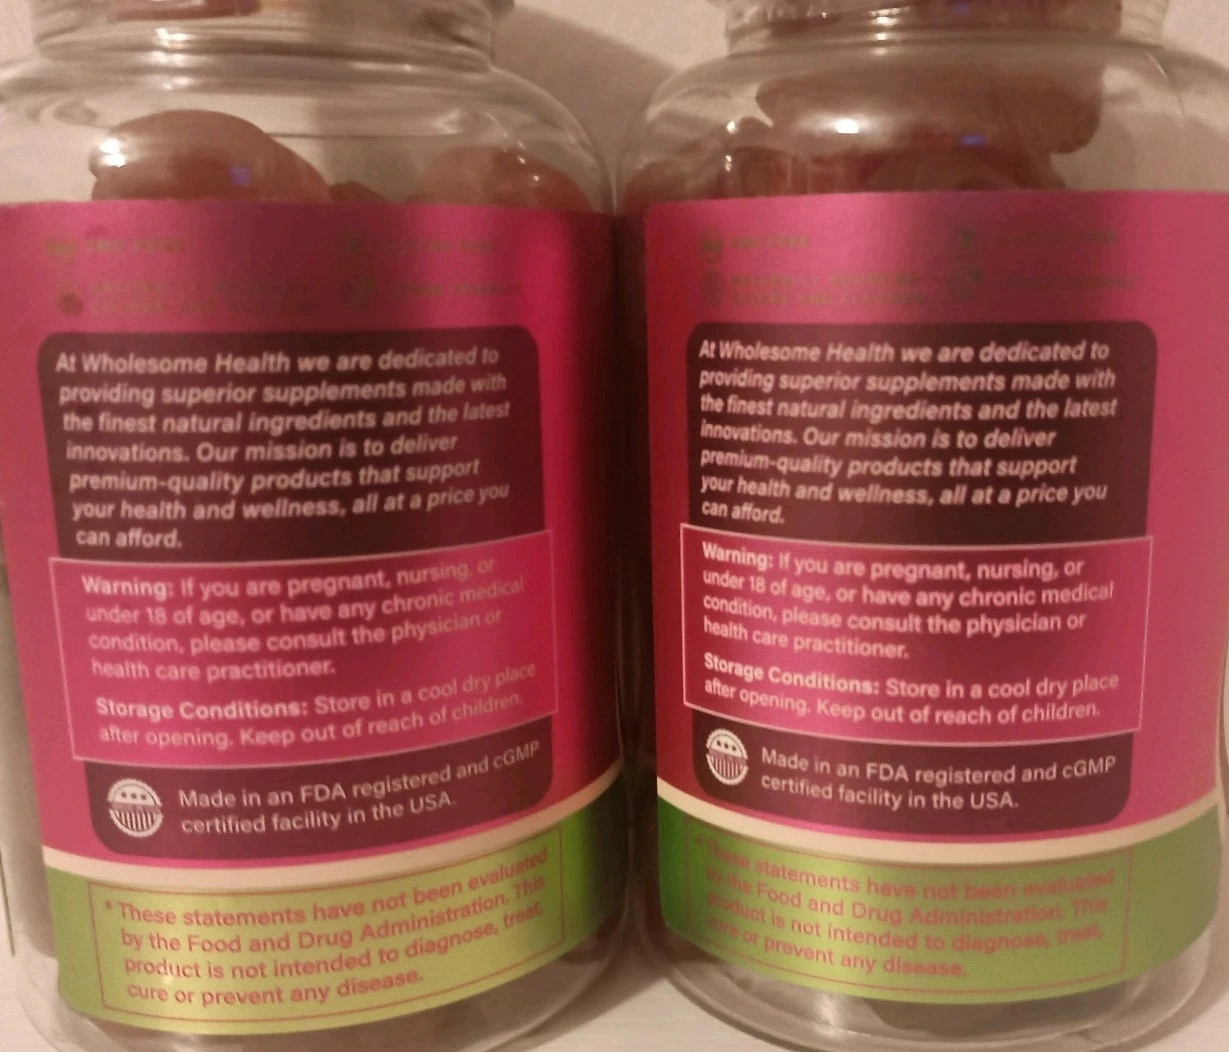 At Wholesome Health we are dedicated to
providing superior supplements made with
the finest natural ingredients and the latest
innovations. Our mission is to deliver
premium-quality products that support
your health and wellness, all at a price you
can afford.
Warning: If you are pregnant, nursing, or
under 18 of age, or have any chronic medical
condition, please consult the physician or
health care practitioner.
Storage Conditions: Store in a cool dry place
after opening. Keep out of reach of children.
Made in an FDA registered and cGMP
certified facility in the USA.
* These statements have not been evaluated
by the Food and Drug Administration. This
product is not intended to diagnose, treat,
cure or prevent any disease.
At Wholesome Health we are dedicated to
providing superior supplements made with
the finest natural ingredients and the latest
innovations. Our mission is to deliver
premium-quality products that support
your health and wellness, all at a price you
can afford.
Warning: If you are pregnant, nursing, or
under 18 of age, or have any chronic medical
condition, please consult the physician or
health care practitioner.
Storage Conditions: Store in a cool dry place
after opening. Keep out of reach of children.
Made in an FDA registered and cGMP
certified facility in the USA.
* These statements have not been evaluated
by the Food and Drug Administration. This
product is not intended to diagnose, treat,
cure or prevent any disease.